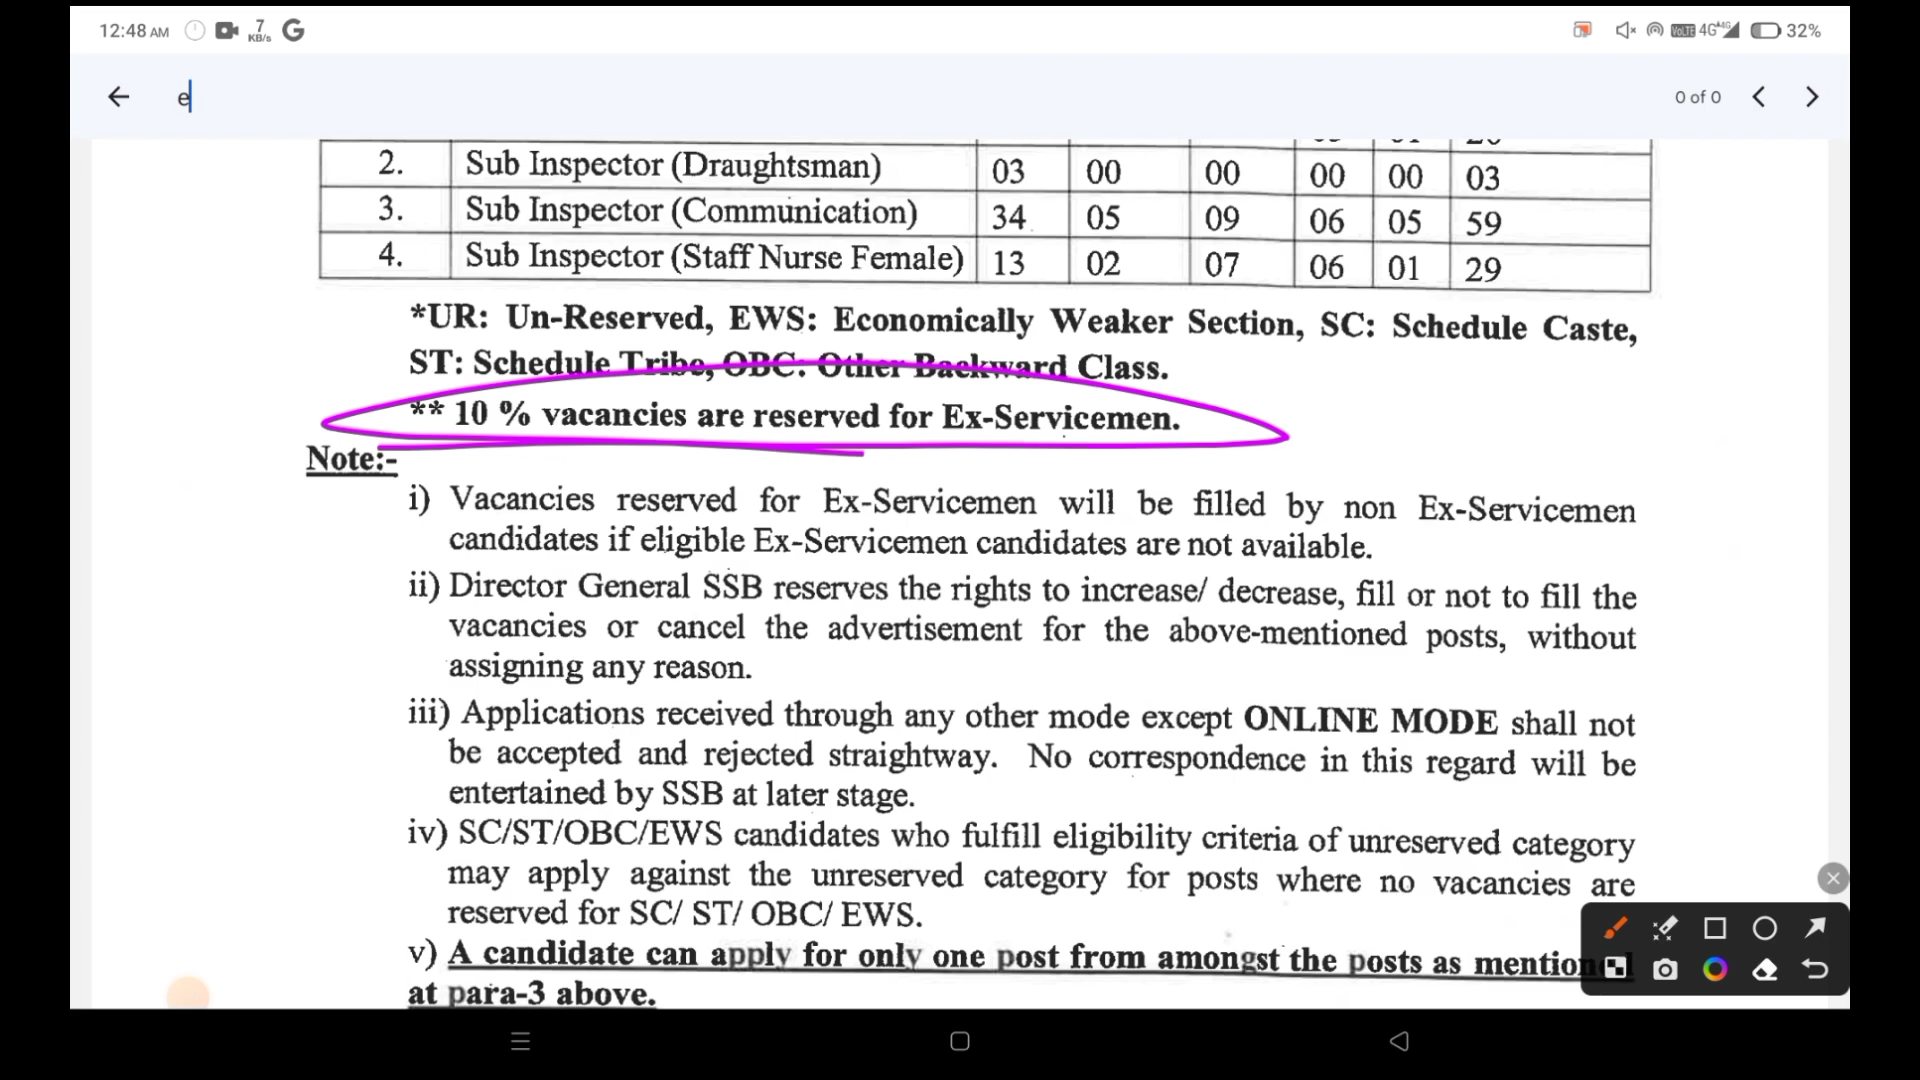 12:48 AM 7 KB/s G VoLTE 4G 4G 32%
e 0 of 0
2. Sub Inspector (Draughtsman) 03 00 00 00 00 03
3. Sub Inspector (Communication) 34 05 09 06 05 59
4. Sub Inspector (Staff Nurse Female) 13 02 07 06 01 29
*UR: Un-Reserved, EWS: Economically Weaker Section, SC: Schedule Caste,
ST: Schedule Tribe, OBC: Other Backward Class.
** 10 % vacancies are reserved for Ex-Servicemen.
Note:-
i) Vacancies reserved for Ex-Servicemen will be filled by non Ex-Servicemen
candidates if eligible Ex-Servicemen candidates are not available.
ii) Director General SSB reserves the rights to increase/ decrease, fill or not to fill the
vacancies or cancel the advertisement for the above-mentioned posts, without
assigning any reason.
iii) Applications received through any other mode except ONLINE MODE shall not
be accepted and rejected straightway. No correspondence in this regard will be
entertained by SSB at later stage.
iv) SC/ST/OBC/EWS candidates who fulfill eligibility criteria of unreserved category
may apply against the unreserved category for posts where no vacancies are
reserved for SC/ ST/ OBC/ EWS.
v) A candidate can apply for only one post from amongst the posts as mention
at para-3 above.